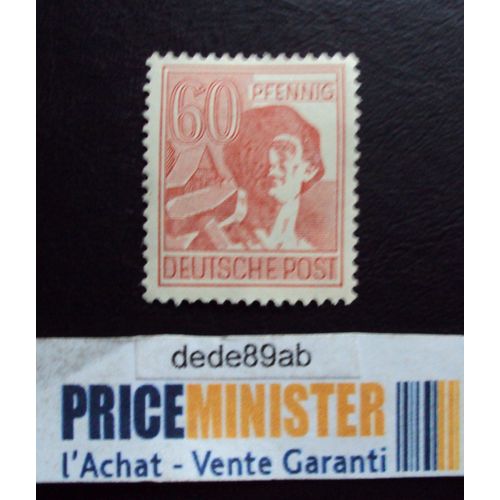 60 PFENNIG
DEUTSCHE POST
dede89ab
PRICEMINISTER
l'Achat - Vente Garanti